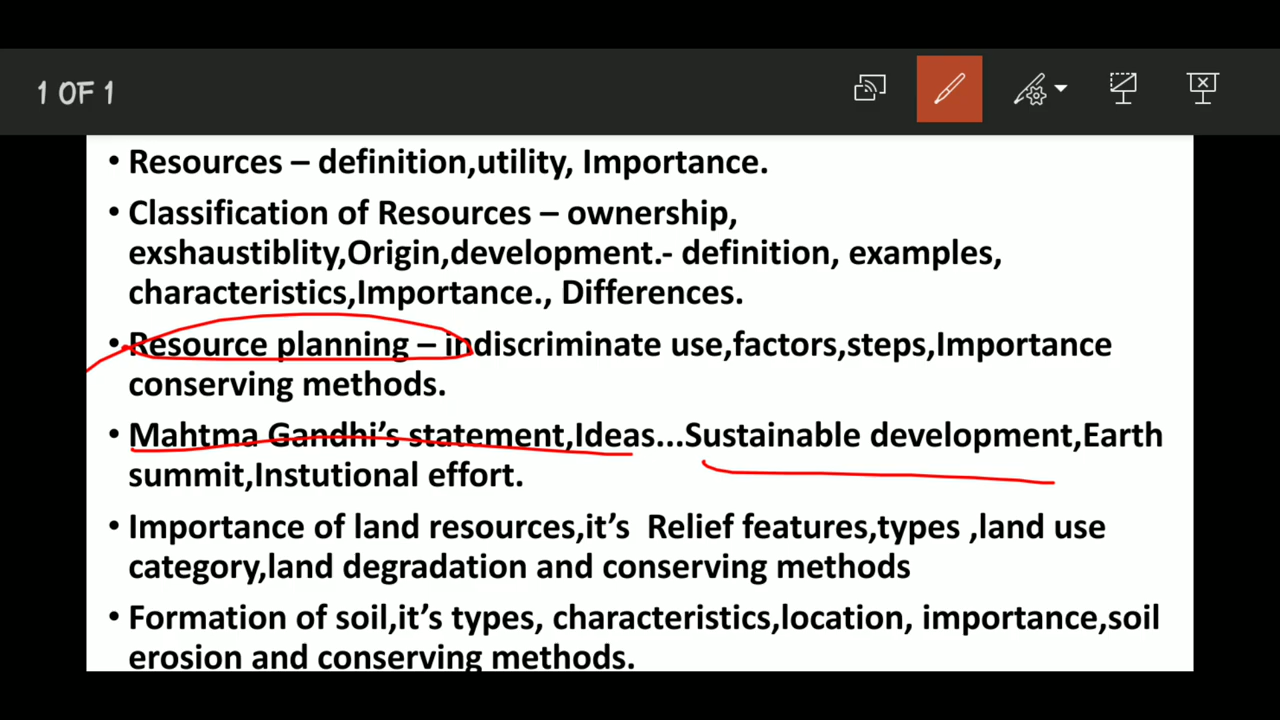 1 OF 1
• Resources – definition,utility, Importance.
• Classification of Resources – ownership,
exshaustiblity,Origin,development.- definition, examples,
characteristics,Importance., Differences.
• Resource planning – indiscriminate use,factors,steps,Importance
conserving methods.
• Mahtma Gandhi’s statement,Ideas...Sustainable development,Earth
summit,Instutional effort.
• Importance of land resources,it’s  Relief features,types ,land use
category,land degradation and conserving methods
• Formation of soil,it’s types, characteristics,location, importance,soil
erosion and conserving methods.